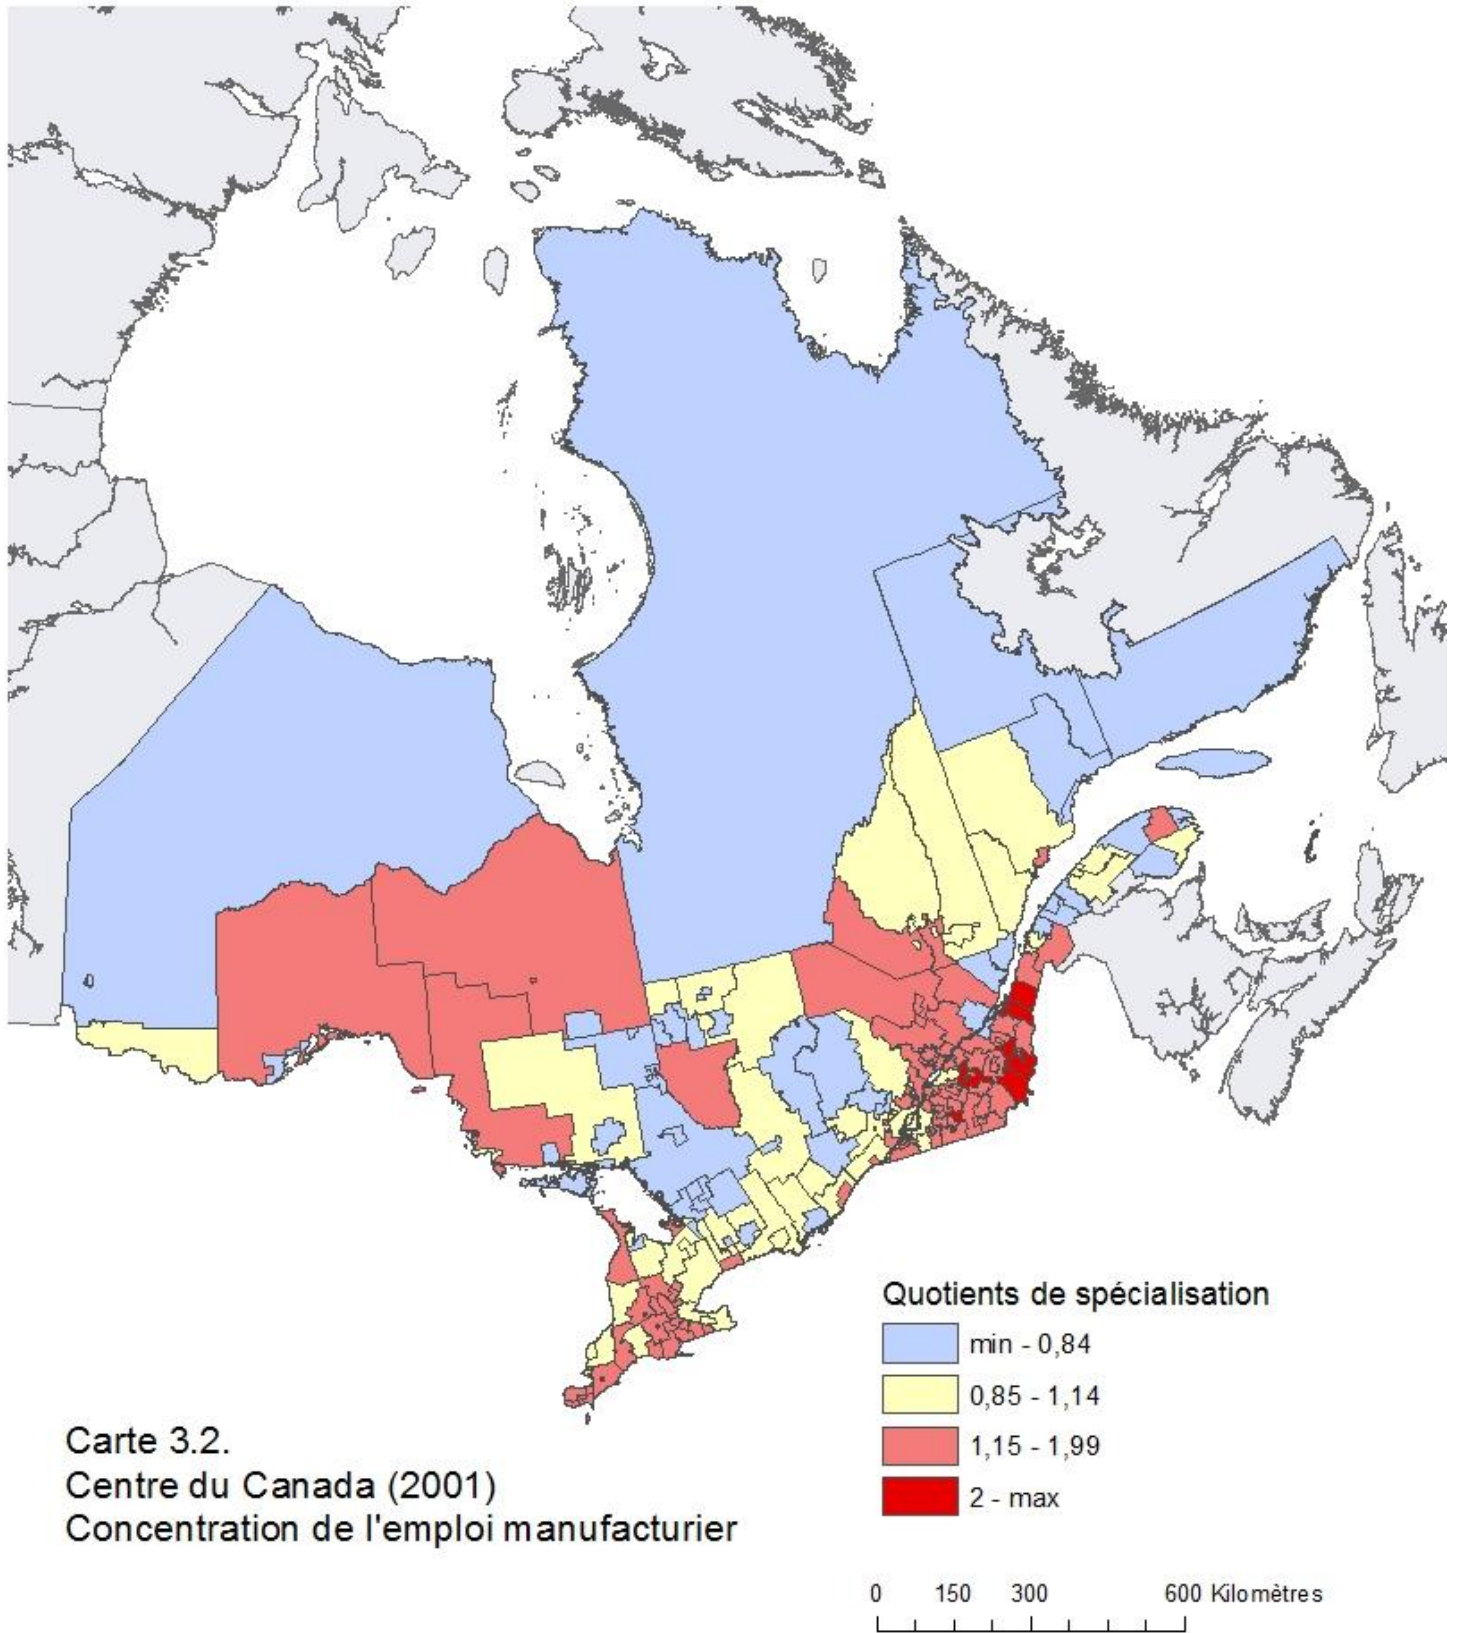 Quotients de spécialisation
min - 0,84
0,85 - 1,14
1,15 - 1,99
2 - max
Carte 3.2.
Centre du Canada (2001)
Concentration de l'emploi manufacturier
0 150 300 600 Kilomètres